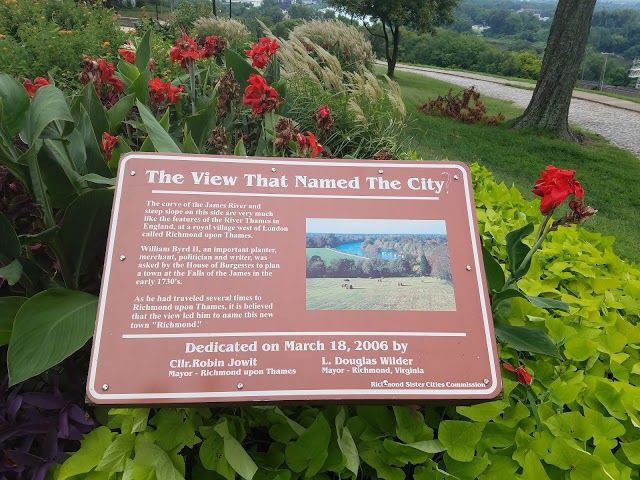 The View That Named The City
The curve of the James River and
steep slope on this side are very much
like the features of the River Thames in
England, at a royal village west of London
called Richmond upon Thames.
William Byrd II, an important planter,
merchant, politician and writer, was
asked by the House of Burgesses to plan
a town at the Falls of the James in the
early 1730's.
As he had traveled several times to
Richmond upon Thames, it is believed
that the view led him to name this new
town "Richmond."
Dedicated on March 18, 2006 by
Cllr.Robin Jowit
Mayor - Richmond upon Thames
L. Douglas Wilder
Mayor - Richmond, Virginia
Richmond Sister Cities Commission